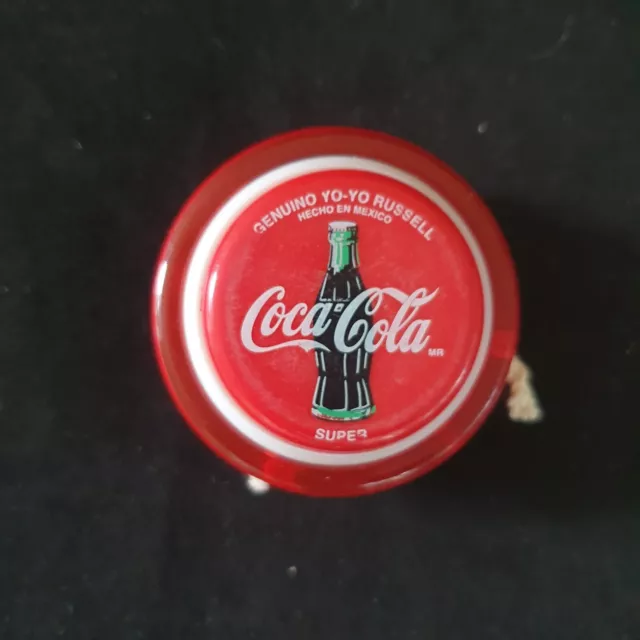 GENUINO YO-YO RUSSELL
HECHO EN MEXICO
Coca-Cola
MR
SUPER